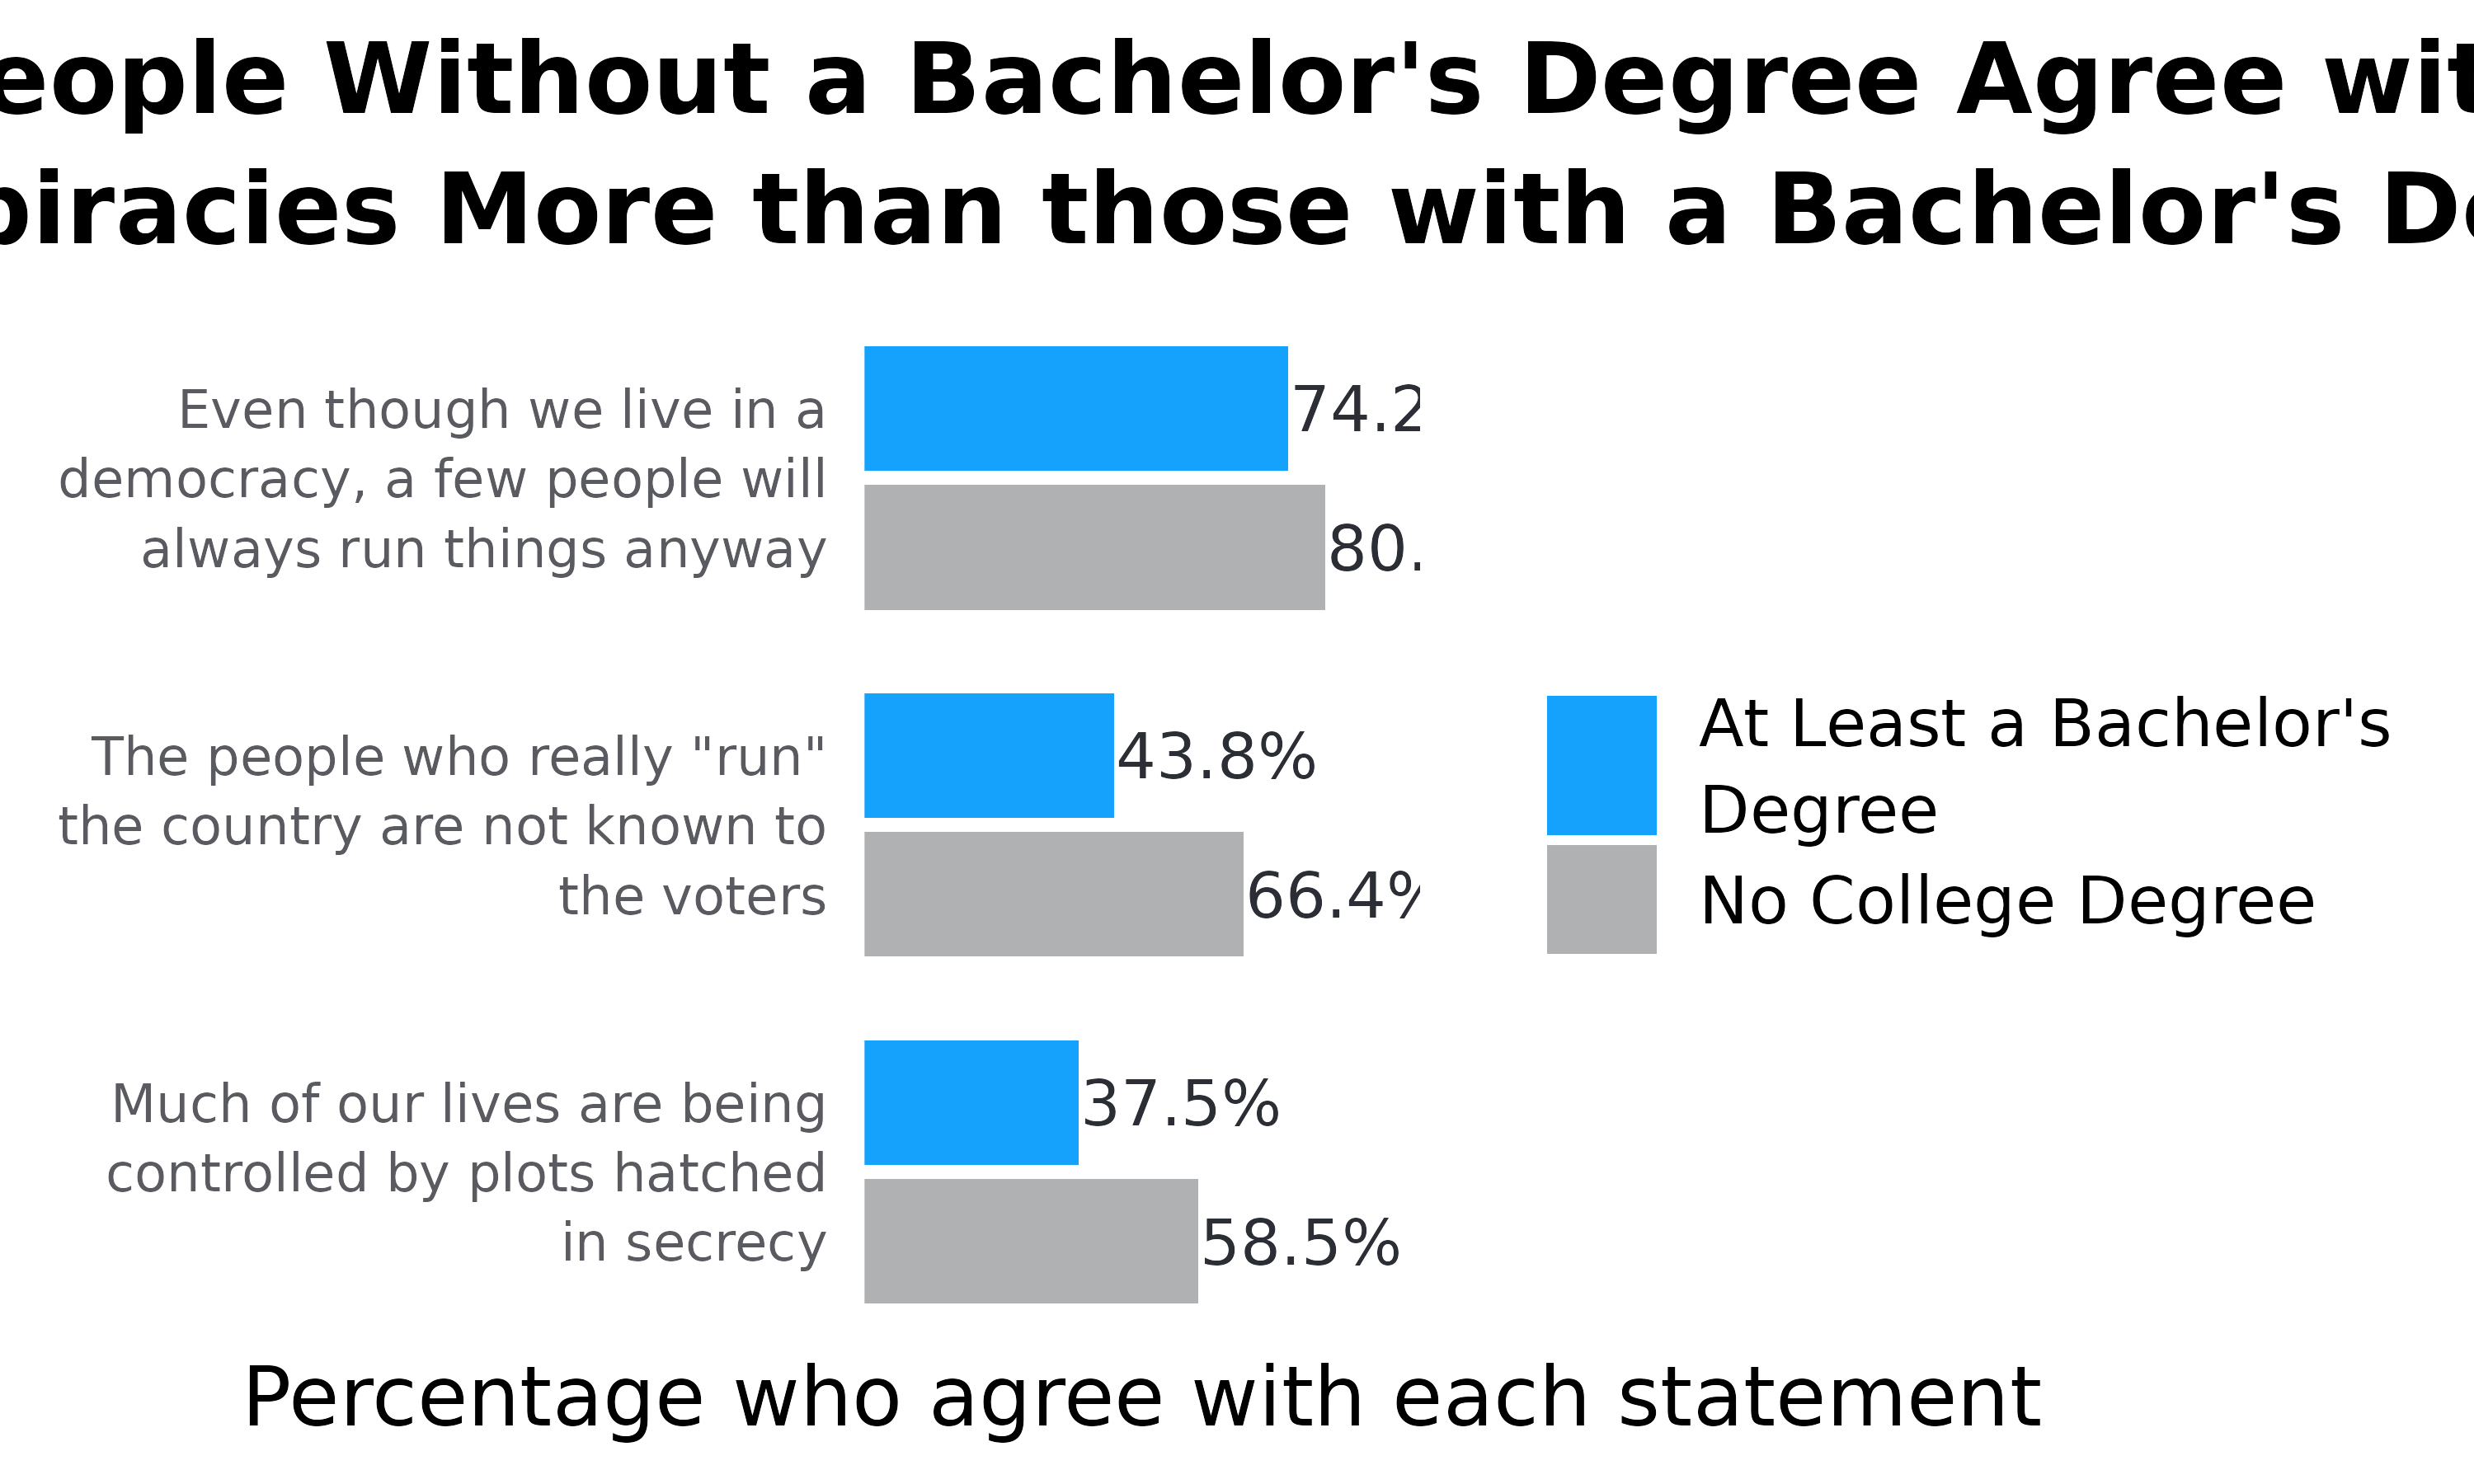 eople Without a Bachelor's Degree Agree wit
piracies More than those with a Bachelor's De
Even though we live in a
democracy, a few people will
always run things anyway
74.2
80.
The people who really "run"
the country are not known to
the voters
43.8%
66.4%
Much of our lives are being
controlled by plots hatched
in secrecy
37.5%
58.5%
At Least a Bachelor's
Degree
No College Degree
Percentage who agree with each statement